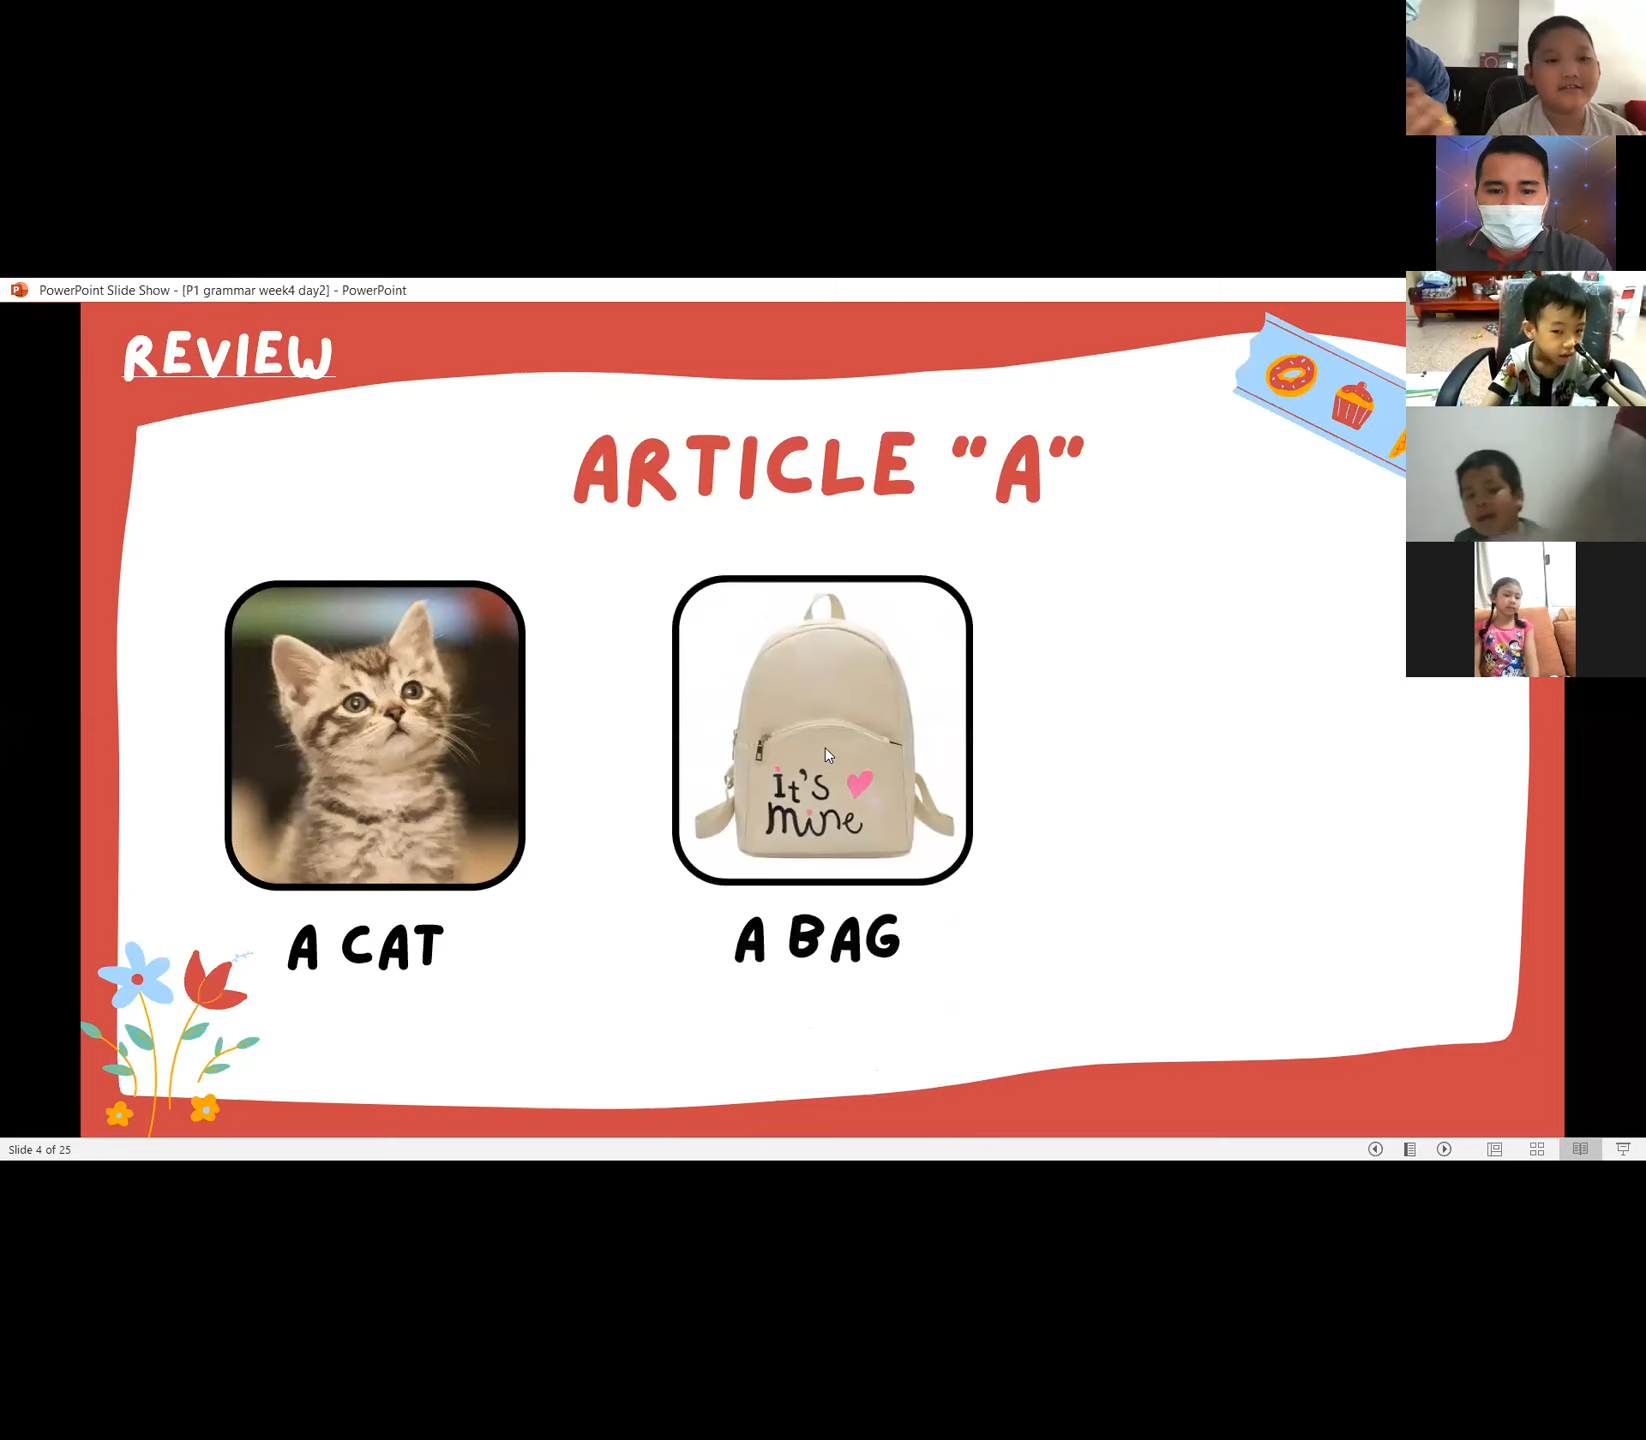 PowerPoint Slide Show - [P1 grammar week4 day2] - PowerPoint
REVIEW
ARTICLE "A"
it's
mine
A CAT
A BAG
Slide 4 of 25